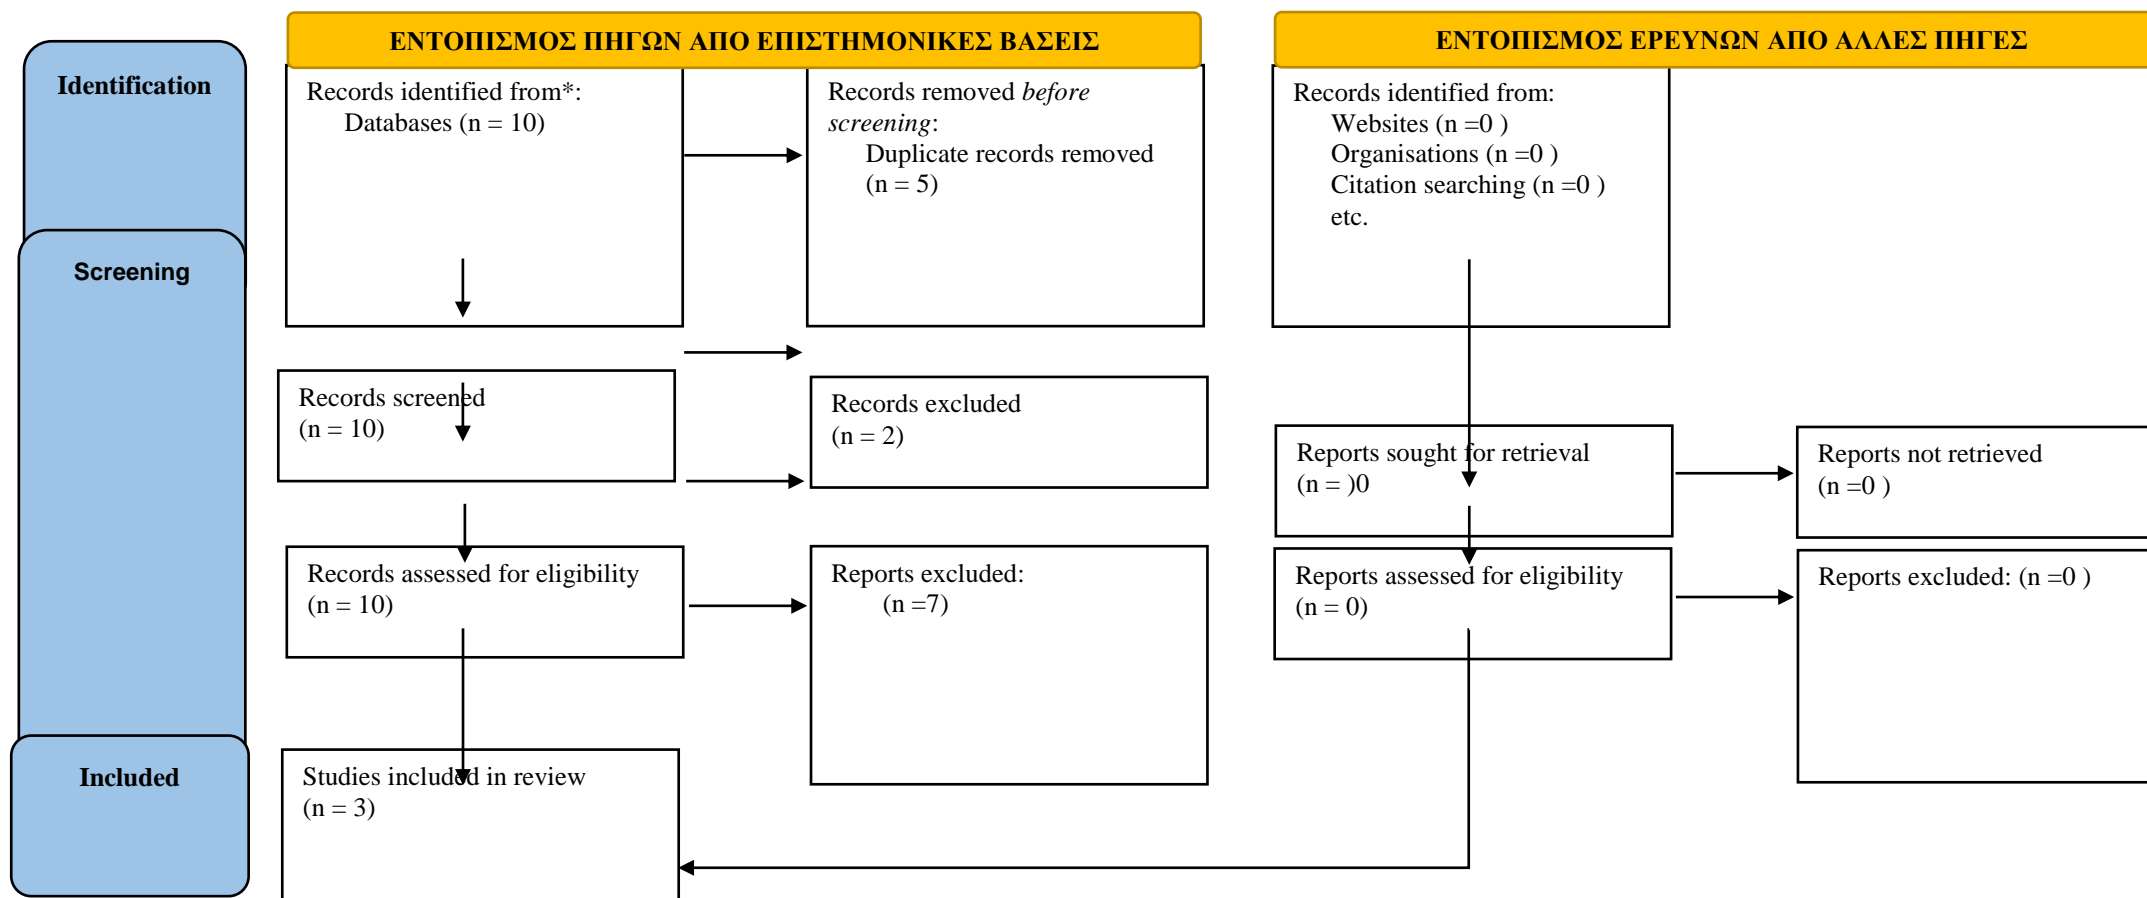 ΕΝΤΟΠΙΣΜΟΣ ΠΗΓΩΝ ΑΠΟ ΕΠΙΣΤΗΜΟΝΙΚΕΣ ΒΑΣΕΙΣ
ΕΝΤΟΠΙΣΜΟΣ ΕΡΕΥΝΩΝ ΑΠΟ ΑΛΛΕΣ ΠΗΓΕΣ
Identification
Records identified from*:
Databases (n = 10)
Records removed before
screening:
Duplicate records removed
(n = 5)
Records identified from:
Websites (n =0 )
Organisations (n =0 )
Citation searching (n =0 )
etc.
Screening
Records screened
(n = 10)
Records excluded
(n = 2)
Reports sought for retrieval
(n = )0
Reports not retrieved
(n =0 )
Records assessed for eligibility
(n = 10)
Reports excluded:
(n =7)
Reports assessed for eligibility
(n = 0)
Reports excluded: (n =0 )
Included
Studies included in review
(n = 3)